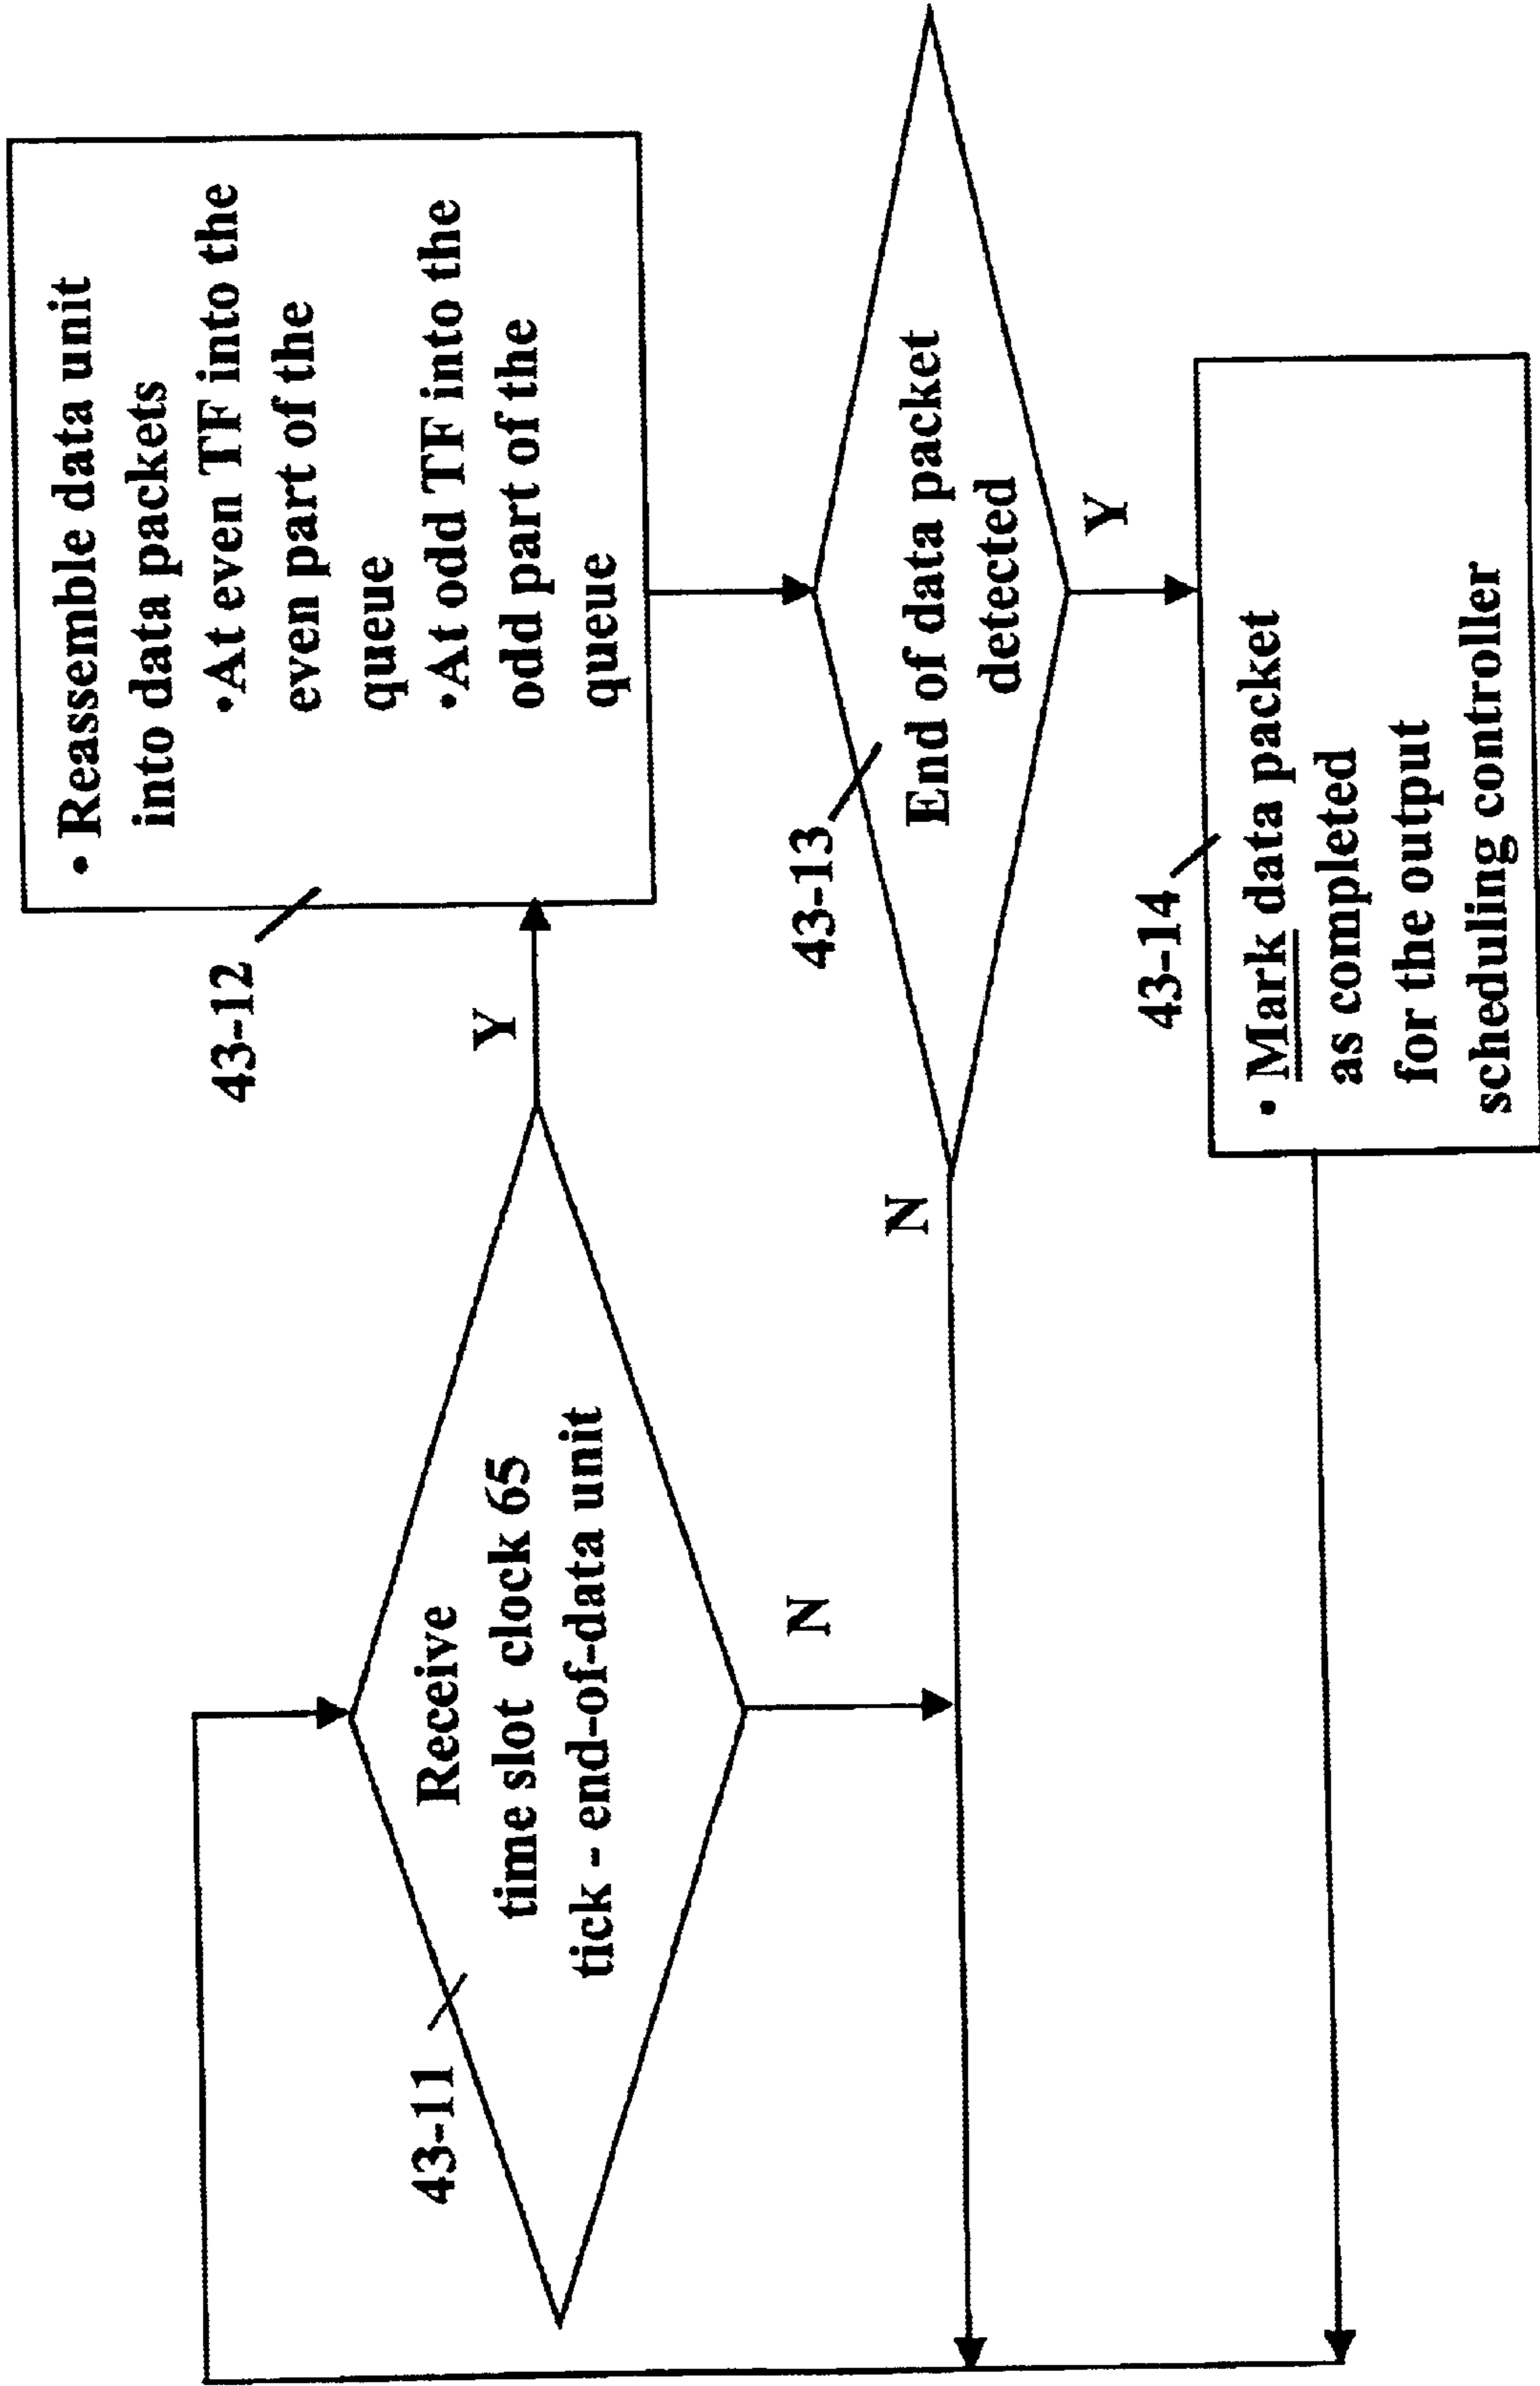 43-11
Receive
time slot clock 65
tick - end-of-data unit
Y
N
43-12
• Reassemble data unit
into data packets
•At even TF into the
even part of the
queue
•At odd TF into the
odd part of the
queue
43-13
End of data packet
detected
N
Y
43-14
• Mark data packet
as completed
for the output
scheduling controller